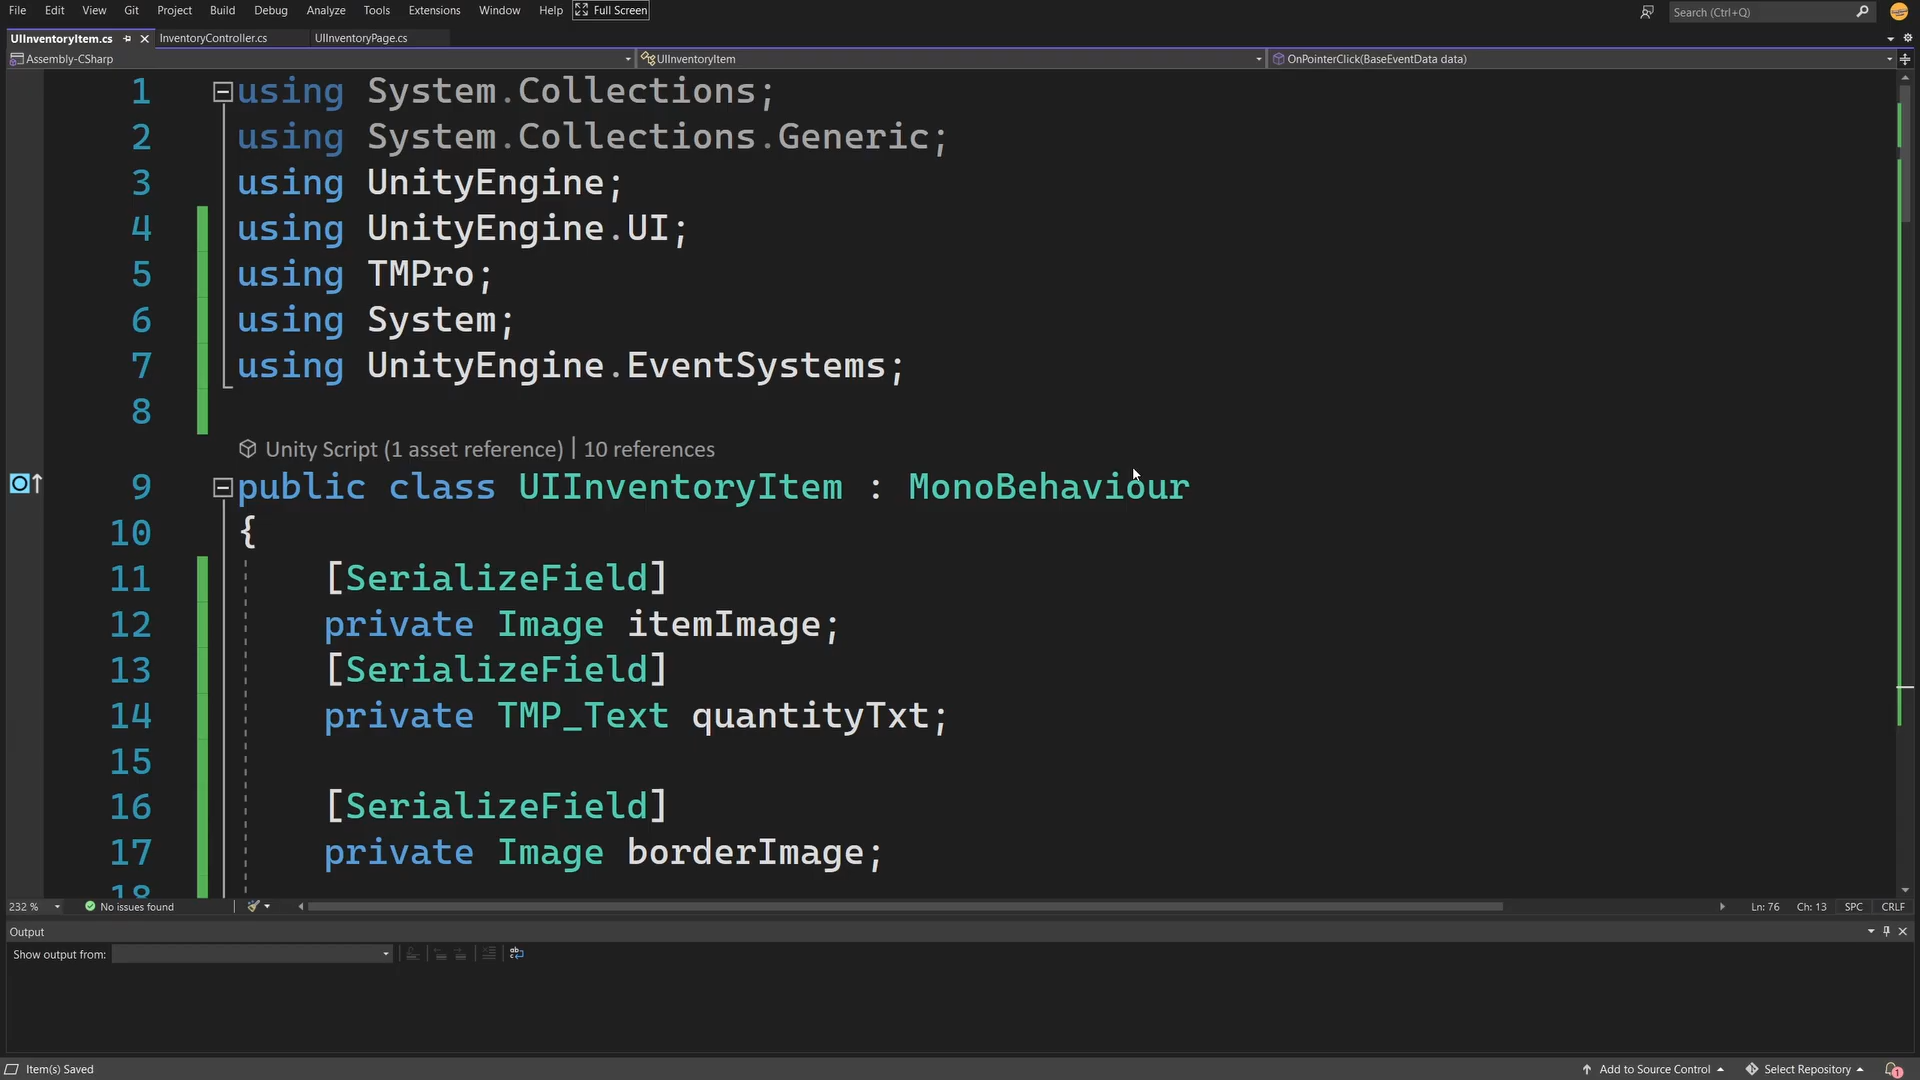 File Edit View Git Project Build Debug Analyze Tools Extensions Window Help Full Screen Search (Ctrl+Q)
UIInventoryItem.cs InventoryController.cs UIInventoryPage.cs
Assembly-CSharp UIInventoryItem OnPointerClick(BaseEventData data)
1 using System.Collections;
2 using System.Collections.Generic;
3 using UnityEngine;
4 using UnityEngine.UI;
5 using TMPro;
6 using System;
7 using UnityEngine.EventSystems;
8
Unity Script (1 asset reference) | 10 references
9 public class UIInventoryItem : MonoBehaviour
10 {
11 [SerializeField]
12 private Image itemImage;
13 [SerializeField]
14 private TMP_Text quantityTxt;
15
16 [SerializeField]
17 private Image borderImage;
18
232 % No issues found Ln: 76 Ch: 13 SPC CRLF
Output
Show output from:
Item(s) Saved Add to Source Control Select Repository 1